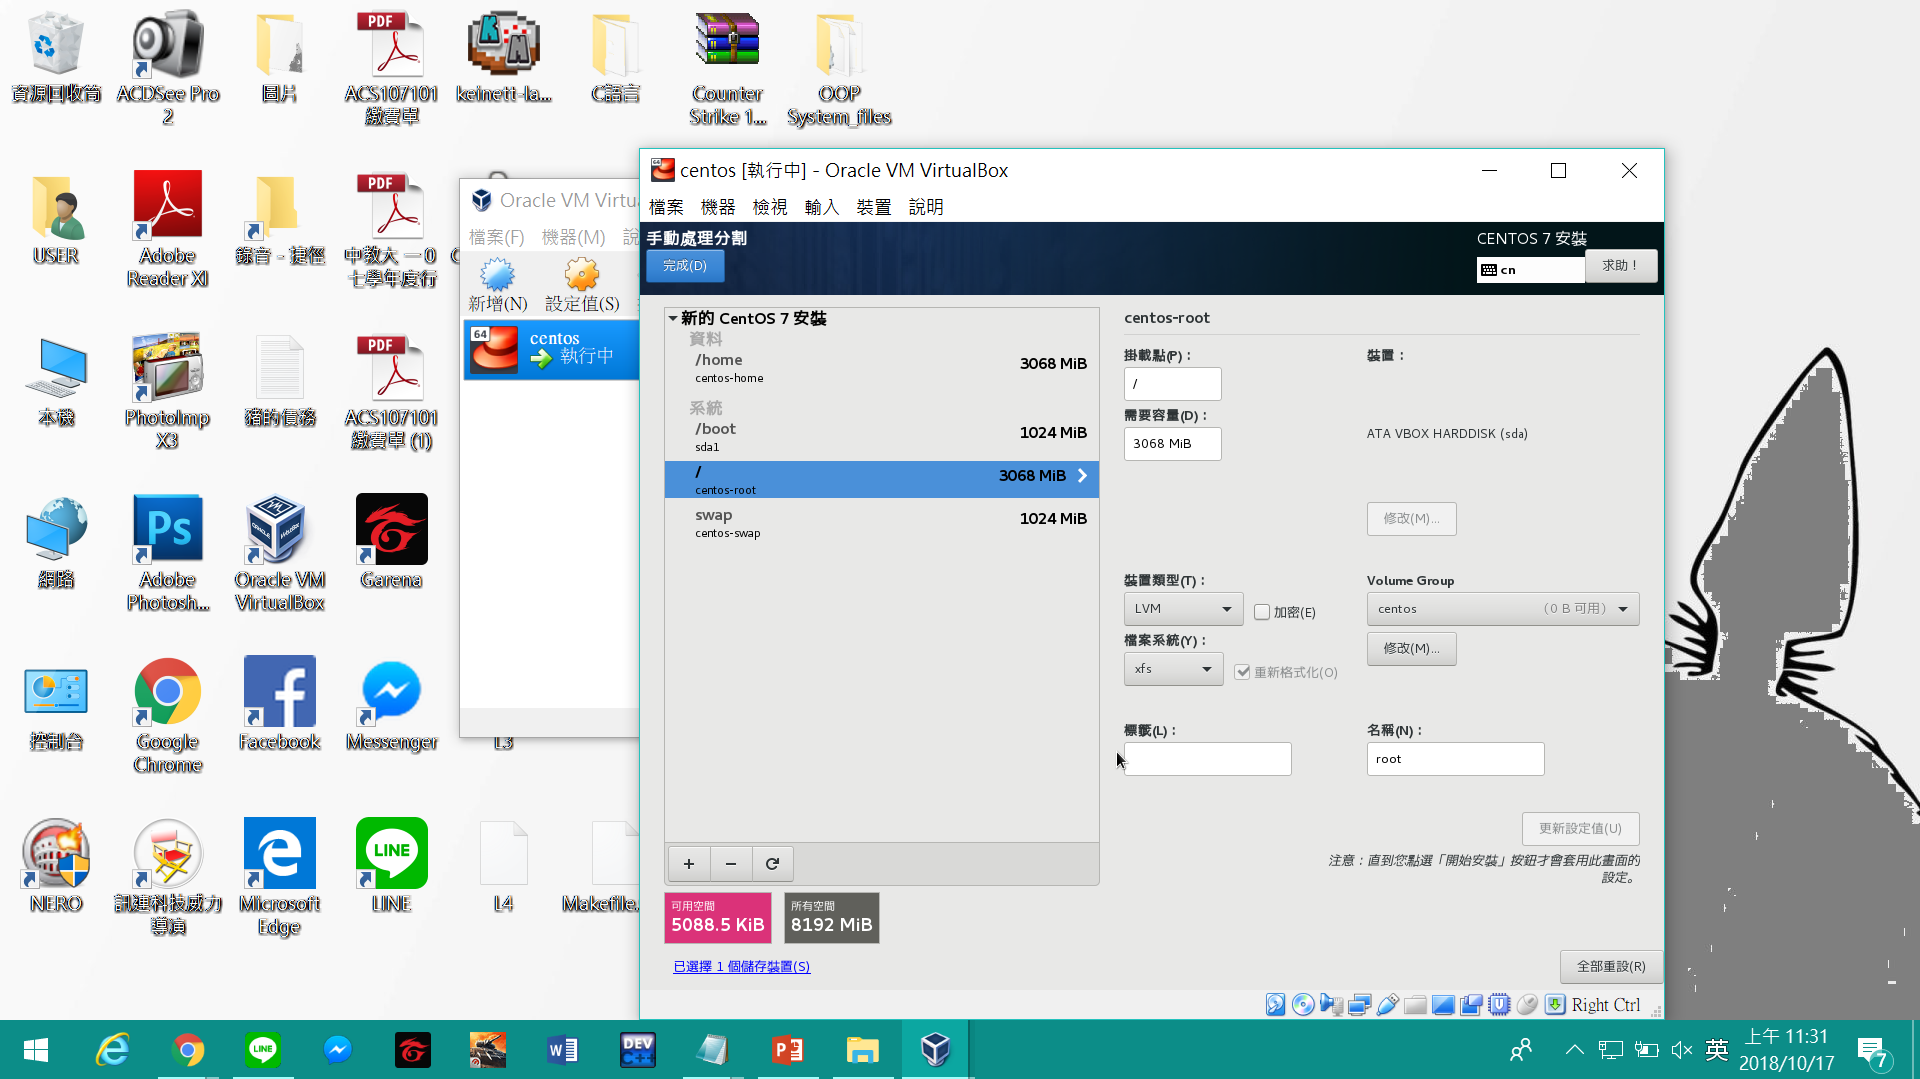 資源回收筒
ACDSee Pro 2
圖片
ACS107101 繳費單
keinett-la...
C語言
Counter Strike 1....
OOP System_files
USER
Adobe Reader XI
錄音 - 捷徑
中教大 一０七學年度行
本機
PhotoImp X3
豬的債務
ACS107101 繳費單 (1)
網路
Adobe Photosh...
Oracle VM VirtualBox
Garena
控制台
Google Chrome
Facebook
Messenger
L3
NERO
訊連科技威力導演
Microsoft Edge
LINE
L4
Makefile.
Oracle VM Virtu
檔案(F) 機器(M) 說
新增(N) 設定值(S)
64
centos
執行中
centos [執行中] - Oracle VM VirtualBox
檔案 機器 檢視 輸入 裝置 說明
手動處理分割
完成(D)
CENTOS 7 安裝
cn
求助！
新的 CentOS 7 安裝
資料
/home 3068 MiB
centos-home
系統
/boot 1024 MiB
sda1
/ 3068 MiB
centos-root
swap 1024 MiB
centos-swap
+ −
可用空間
5088.5 KiB
所有空間
8192 MiB
已選擇 1 個儲存裝置(S)
centos-root
掛載點(P)：
/
需要容量(D)：
3068 MiB
裝置：
ATA VBOX HARDDISK (sda)
修改(M)...
裝置類型(T)：
LVM
加密(E)
檔案系統(Y)：
xfs
重新格式化(O)
Volume Group
centos （0 B 可用）
修改(M)...
標籤(L)：
名稱(N)：
root
更新設定值(U)
注意：直到您點選「開始安裝」按鈕才會套用此畫面的
設定。
全部重設(R)
Right Ctrl
英
上午 11:31
2018/10/17
7